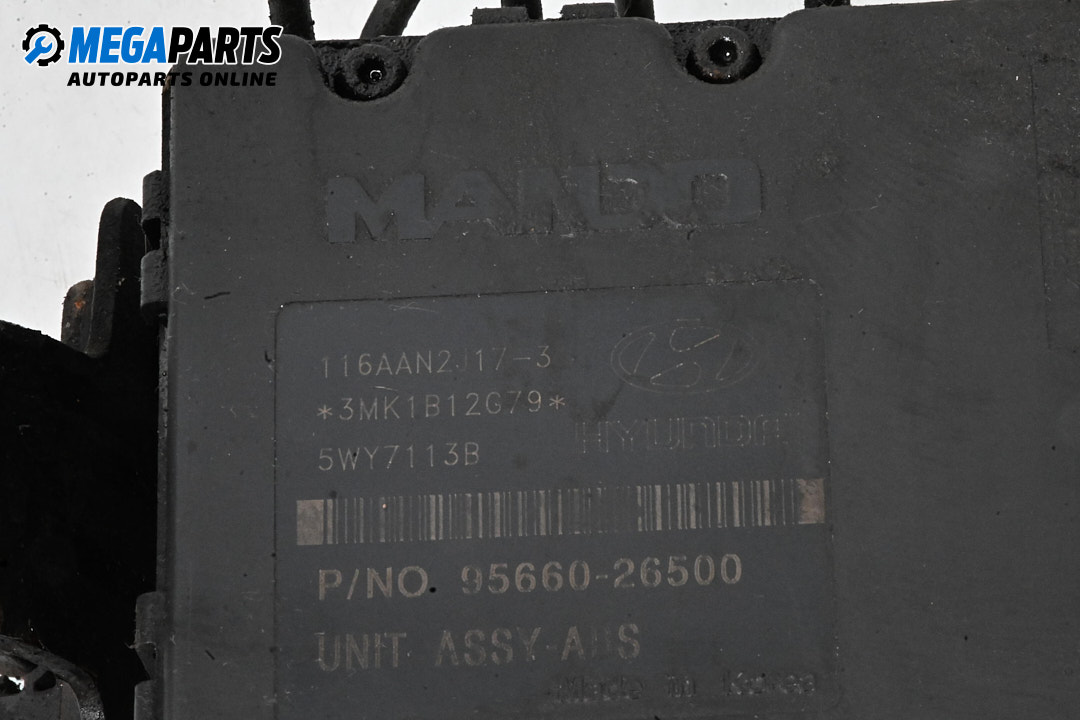 MEGAPARTS
AUTOPARTS ONLINE
MANDO
116AAN2J17-3
*3MK1B12G79*
5WY7113B
HYUNDAI
P/NO. 95660-26500
UNIT ASSY-ABS
Made in Korea